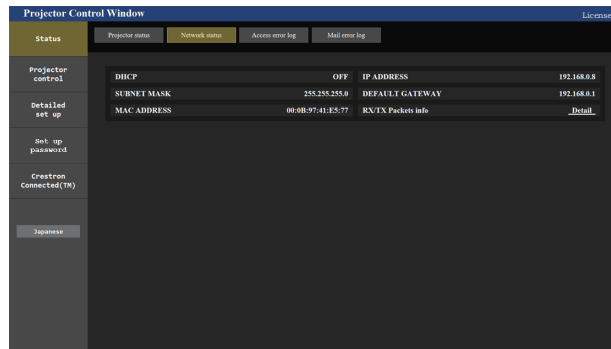 Projector Control Window
License
Status
Projector status
Network status
Access error log
Mail error log
Projector
control
Detailed
set up
Set up
password
Crestron
Connected(TM)
Japanese
DHCP OFF IP ADDRESS 192.168.0.8
SUBNET MASK 255.255.255.0 DEFAULT GATEWAY 192.168.0.1
MAC ADDRESS 00:0B:97:41:E5:77 RX/TX Packets info Detail